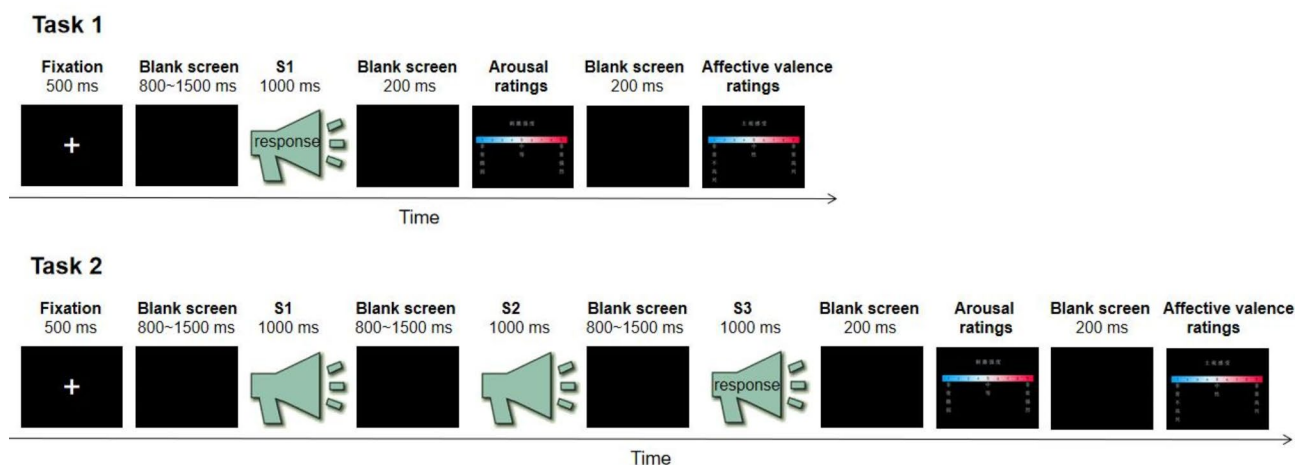 Task 1
Fixation Blank screen S1 Blank screen Arousal Blank screen Affective valence
500 ms 800~1500 ms 1000 ms 200 ms ratings 200 ms ratings
response
Time
Task 2
Fixation Blank screen S1 Blank screen S2 Blank screen S3 Blank screen Arousal Blank screen Affective valence
500 ms 800~1500 ms 1000 ms 800~1500 ms 1000 ms 800~1500 ms 1000 ms 200 ms ratings 200 ms ratings
response
Time